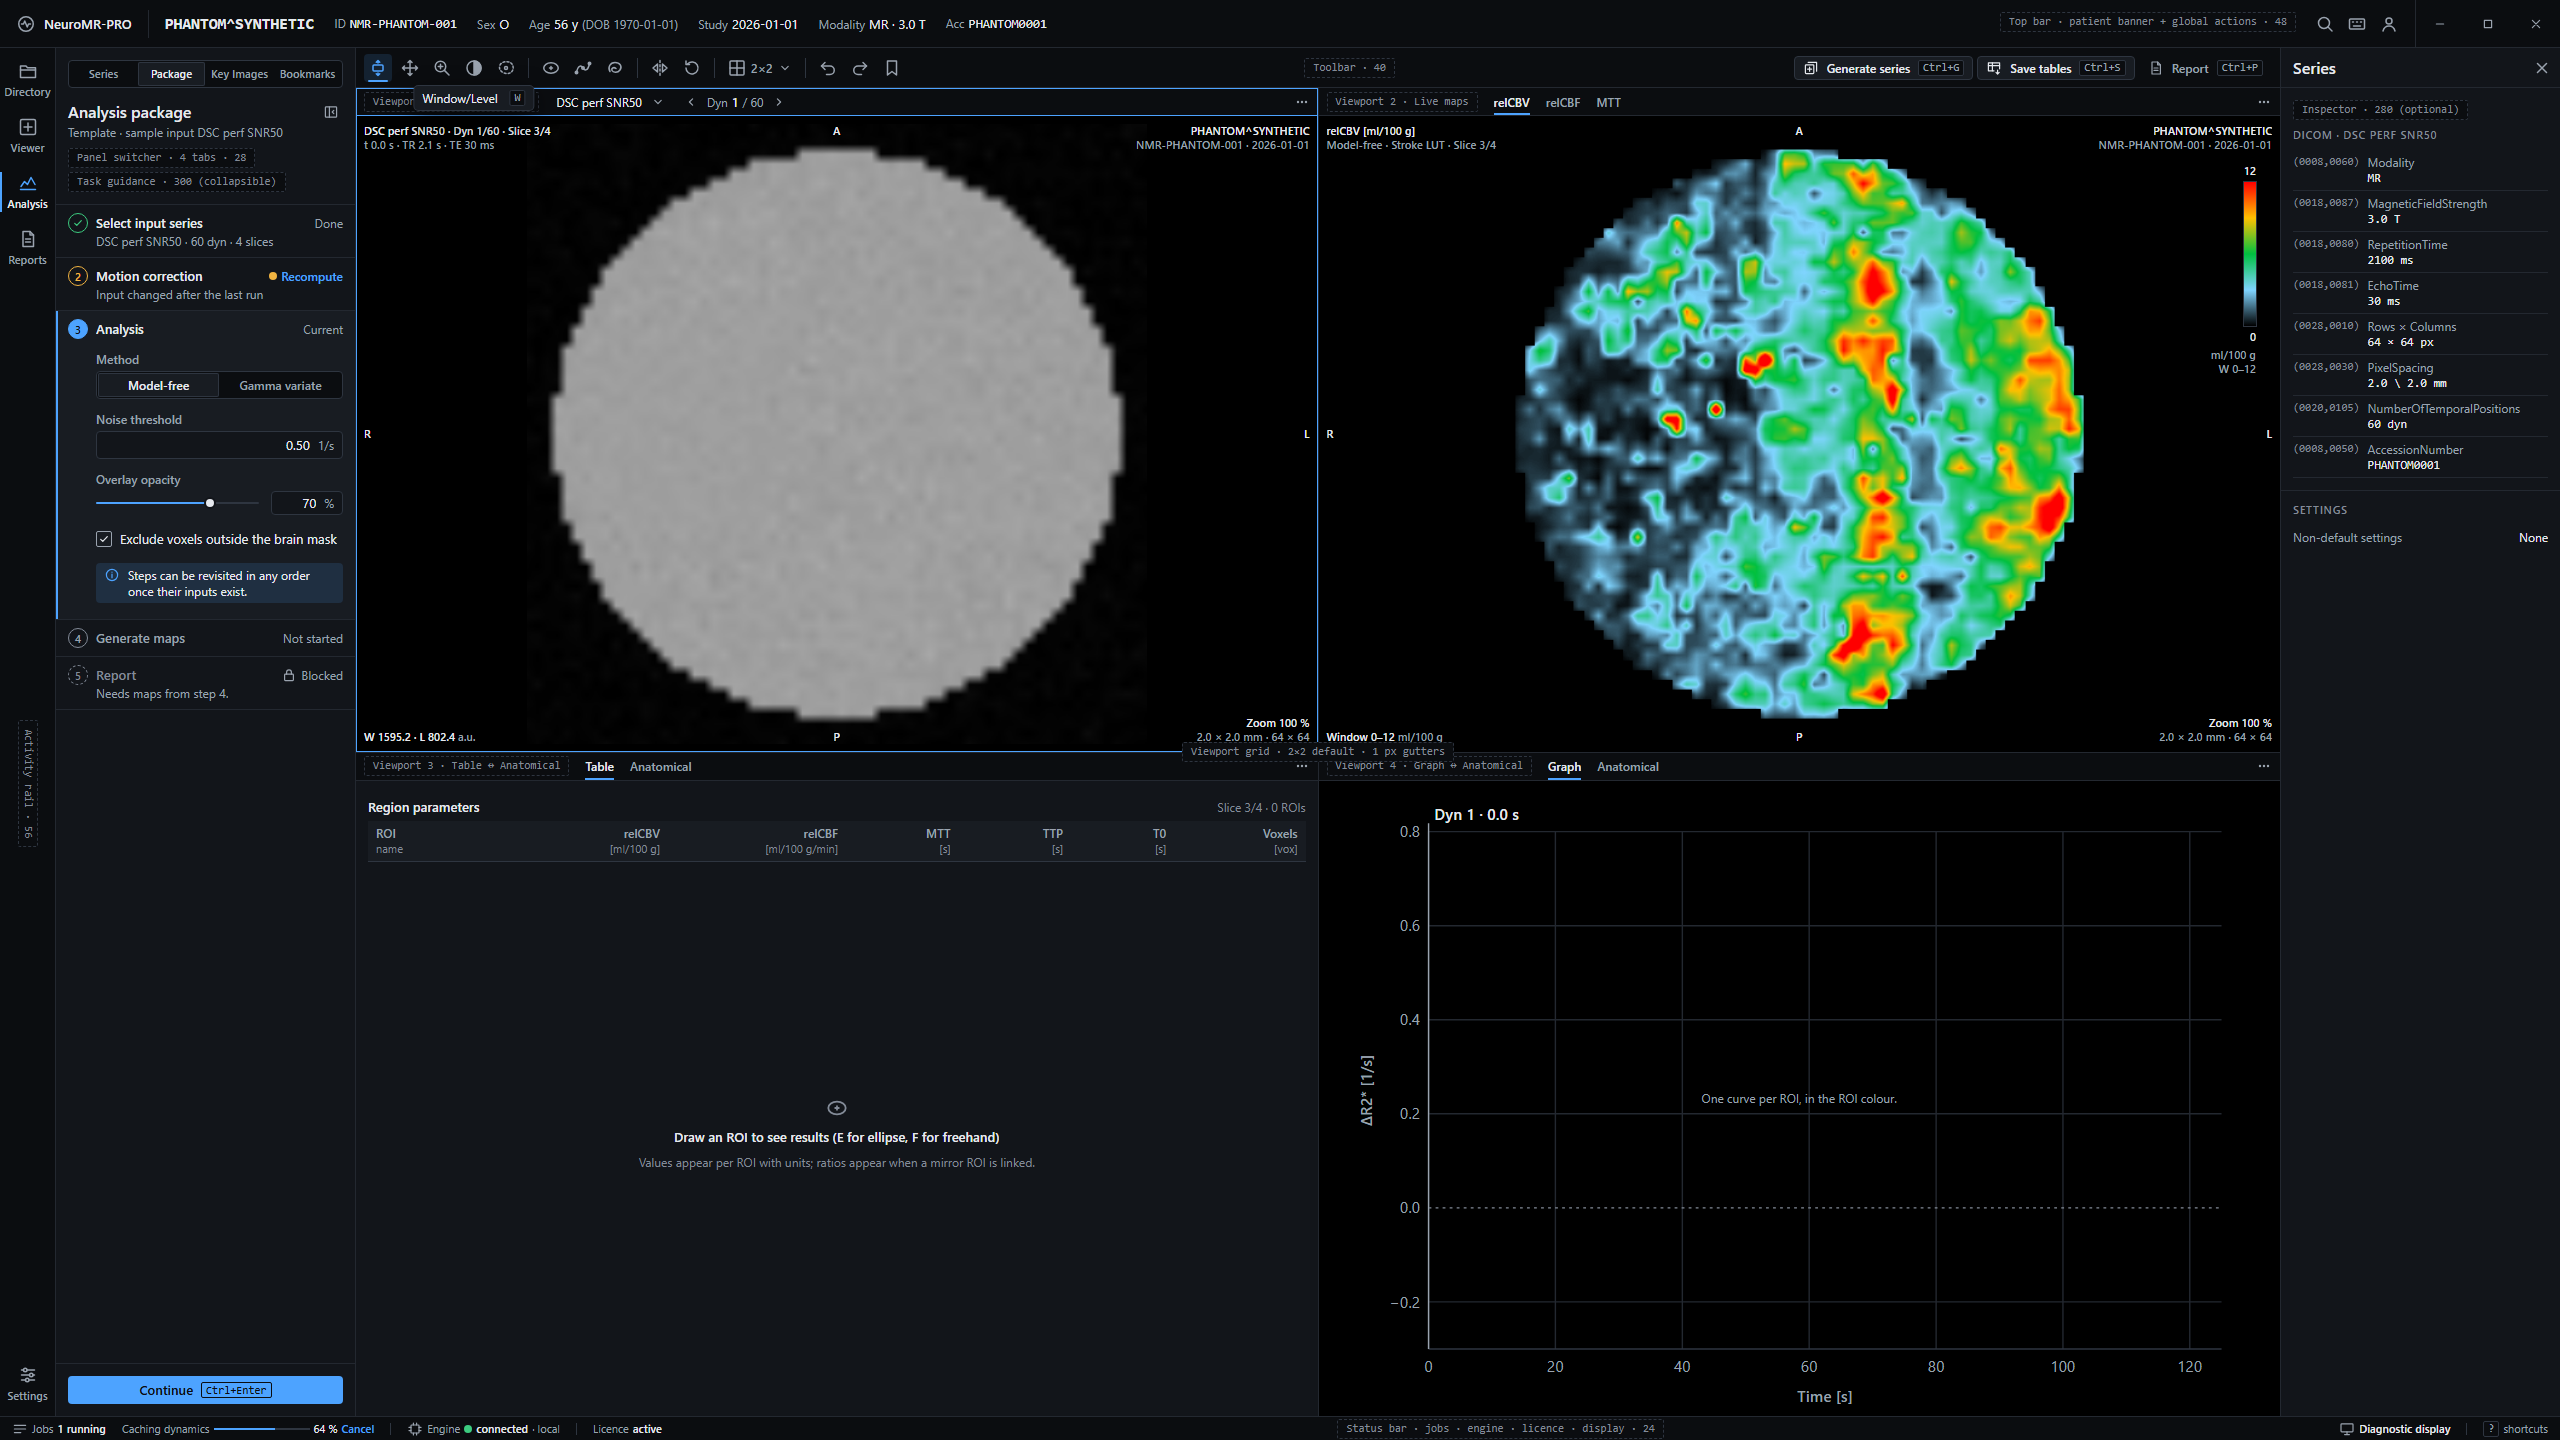 NeuroMR-PRO PHANTOM^SYNTHETIC ID NMR-PHANTOM-001 Sex O Age 56 y (DOB 1970-01-01) Study 2026-01-01 Modality MR · 3.0 T Acc PHANTOM0001 Top bar · patient banner + global actions · 48
Directory
Viewer
Analysis
Reports
Activity rail · 56
Settings
Series Package Key Images Bookmarks
Analysis package
Template · sample input DSC perf SNR50
Panel switcher · 4 tabs · 28
Task guidance · 300 (collapsible)
Select input series Done
DSC perf SNR50 · 60 dyn · 4 slices
2 Motion correction Recompute
Input changed after the last run
3 Analysis Current
Method
Model-free Gamma variate
Noise threshold
0.50 1/s
Overlay opacity
70 %
Exclude voxels outside the brain mask
Steps can be revisited in any order
once their inputs exist.
4 Generate maps Not started
5 Report Blocked
Needs maps from step 4.
Continue Ctrl+Enter
2×2 Toolbar · 40 Generate series Ctrl+G Save tables Ctrl+S Report Ctrl+P
Window/Level W
DSC perf SNR50 Dyn 1 / 60
DSC perf SNR50 · Dyn 1/60 · Slice 3/4 A PHANTOM^SYNTHETIC
t 0.0 s · TR 2.1 s · TE 30 ms NMR-PHANTOM-001 · 2026-01-01
R L
Zoom 100 %
W 1595.2 · L 802.4 a.u. P 2.0 × 2.0 mm · 64 × 64
Viewport 2 · Live maps relCBV relCBF MTT
relCBV [ml/100 g] A PHANTOM^SYNTHETIC
Model-free · Stroke LUT · Slice 3/4 NMR-PHANTOM-001 · 2026-01-01
12
0
ml/100 g
W 0–12
R L
Zoom 100 %
Window 0–12 ml/100 g P 2.0 × 2.0 mm · 64 × 64
Viewport grid · 2×2 default · 1 px gutters
Viewport 3 · Table ↔ Anatomical Table Anatomical
Region parameters Slice 3/4 · 0 ROIs
ROI relCBV relCBF MTT TTP T0 Voxels
name [ml/100 g] [ml/100 g/min] [s] [s] [s] [vox]
Draw an ROI to see results (E for ellipse, F for freehand)
Values appear per ROI with units; ratios appear when a mirror ROI is linked.
Viewport 4 · Graph ↔ Anatomical Graph Anatomical
Dyn 1 · 0.0 s
0.8
0.6
0.4
0.2
0.0
−0.2
ΔR2* [1/s]
One curve per ROI, in the ROI colour.
0 20 40 60 80 100 120
Time [s]
Series
Inspector · 280 (optional)
DICOM · DSC PERF SNR50
(0008,0060) Modality
MR
(0018,0087) MagneticFieldStrength
3.0 T
(0018,0080) RepetitionTime
2100 ms
(0018,0081) EchoTime
30 ms
(0028,0010) Rows × Columns
64 × 64 px
(0028,0030) PixelSpacing
2.0 \ 2.0 mm
(0020,0105) NumberOfTemporalPositions
60 dyn
(0008,0050) AccessionNumber
PHANTOM0001
SETTINGS
Non-default settings None
Jobs 1 running Caching dynamics 64 % Cancel Engine connected · local Licence active Status bar · jobs · engine · licence · display · 24 Diagnostic display ? shortcuts